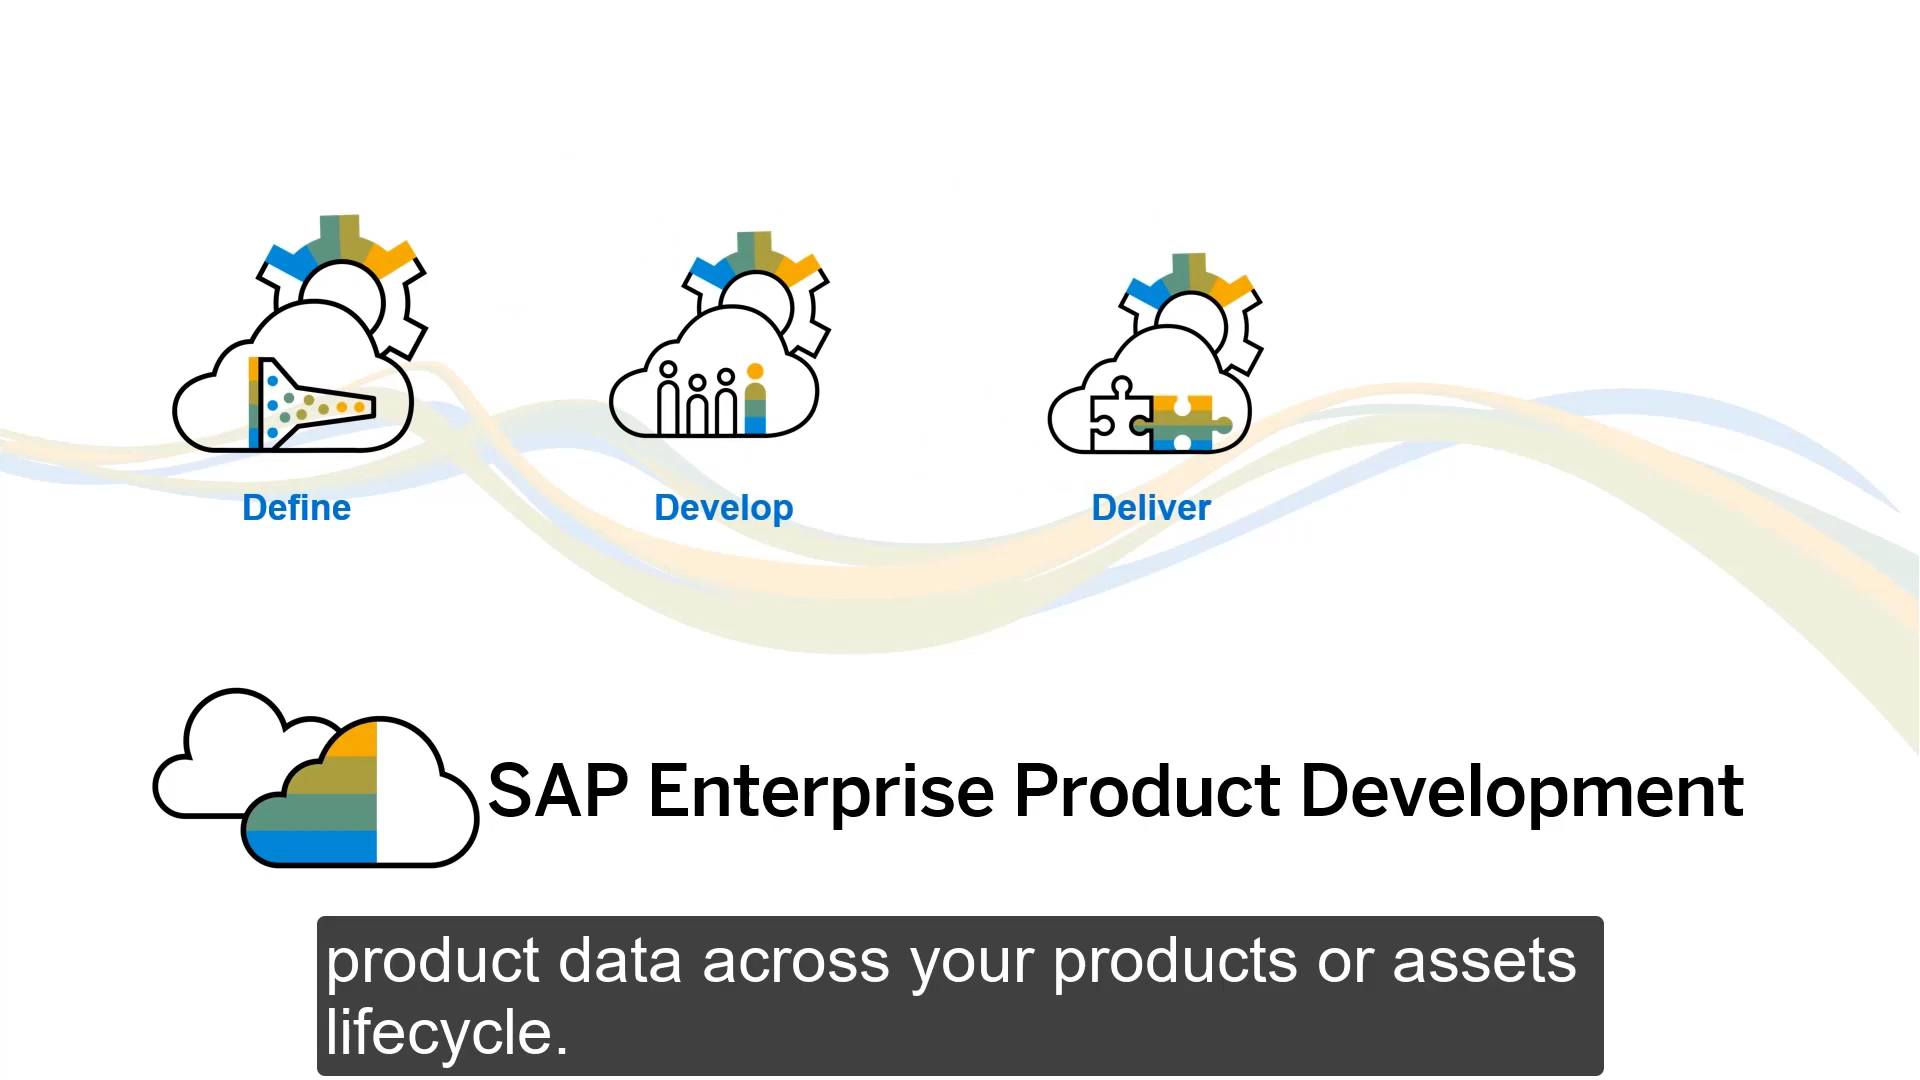 Define
Develop
Deliver
SAP Enterprise Product Development
product data across your products or assets
lifecycle.